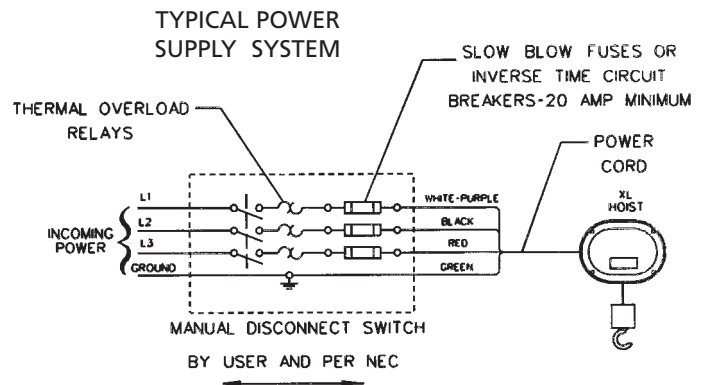 TYPICAL POWER
SUPPLY SYSTEM
SLOW BLOW FUSES OR
INVERSE TIME CIRCUIT
BREAKERS-20 AMP MINIMUM
THERMAL OVERLOAD
RELAYS
POWER
CORD
XL
HOIST
INCOMING
POWER
L1
L2
L3
GROUND
WHITE-PURPLE
BLACK
RED
GREEN
MANUAL DISCONNECT SWITCH
BY USER AND PER NEC